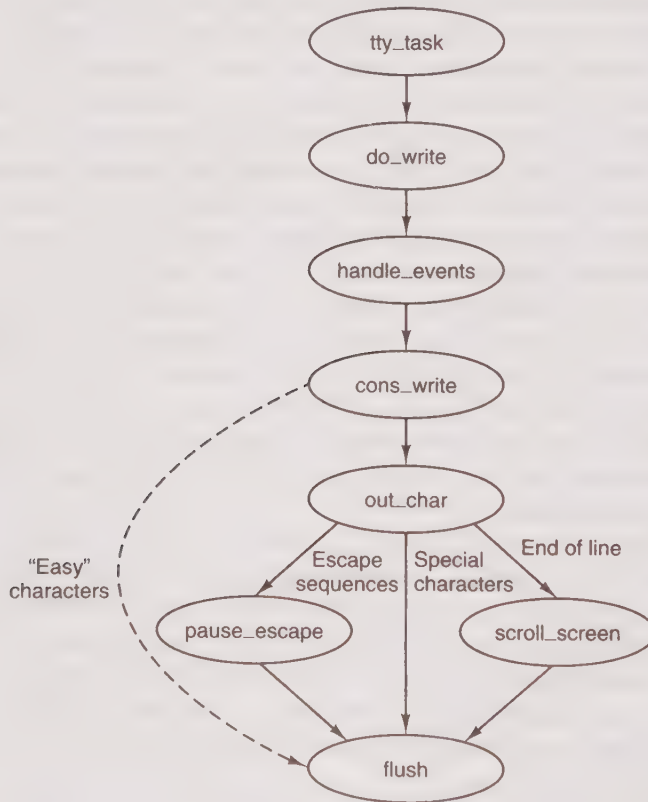 tty_task
do_write
handle_events
cons_write
out_char
"Easy"
characters
Escape
sequences
Special
characters
End of line
pause_escape
scroll_screen
flush